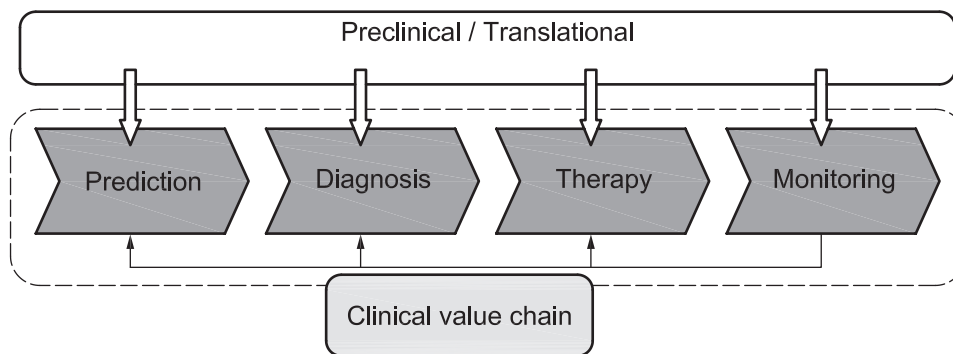 Preclinical / Translational
Prediction
Diagnosis
Therapy
Monitoring
Clinical value chain